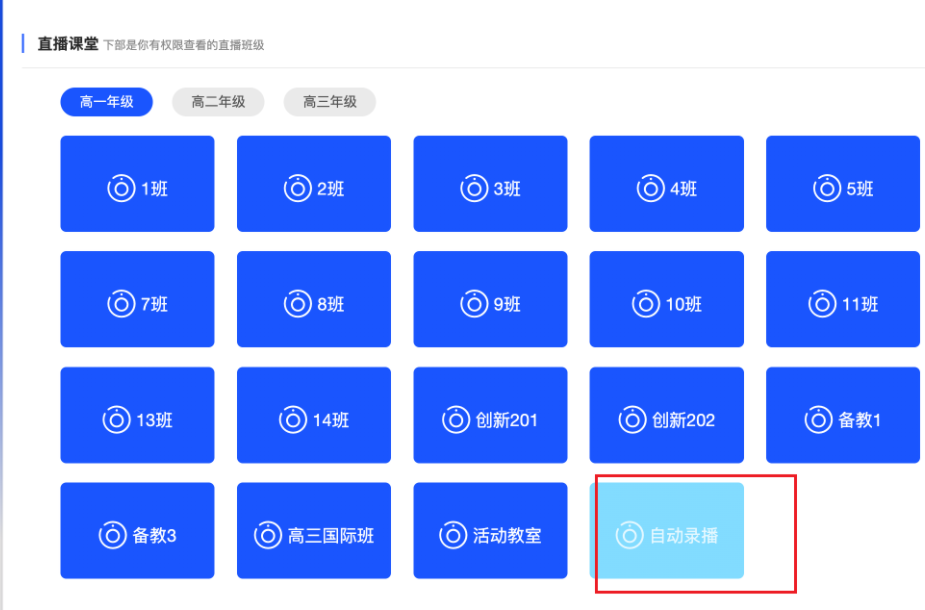 直播课堂 下部是你有权限查看的直播班级
高一年级 高二年级 高三年级
1班 2班 3班 4班 5班
7班 8班 9班 10班 11班
13班 14班 创新201 创新202 备教1
备教3 高三国际班 活动教室 自动录播